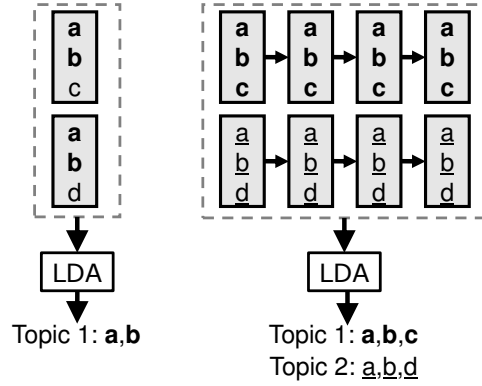 a
b
c
a
b
d
LDA
Topic 1: a,b
a a a a
b b b b
c c c c
a a a a
b b b b
d d d d
LDA
Topic 1: a,b,c
Topic 2: a,b,d